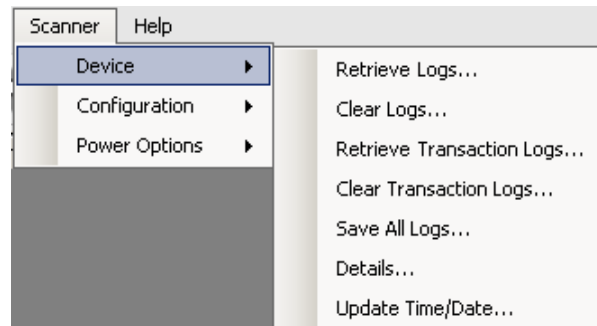 Scanner Help
Device
Configuration
Power Options
Retrieve Logs...
Clear Logs...
Retrieve Transaction Logs...
Clear Transaction Logs...
Save All Logs...
Details...
Update Time/Date...